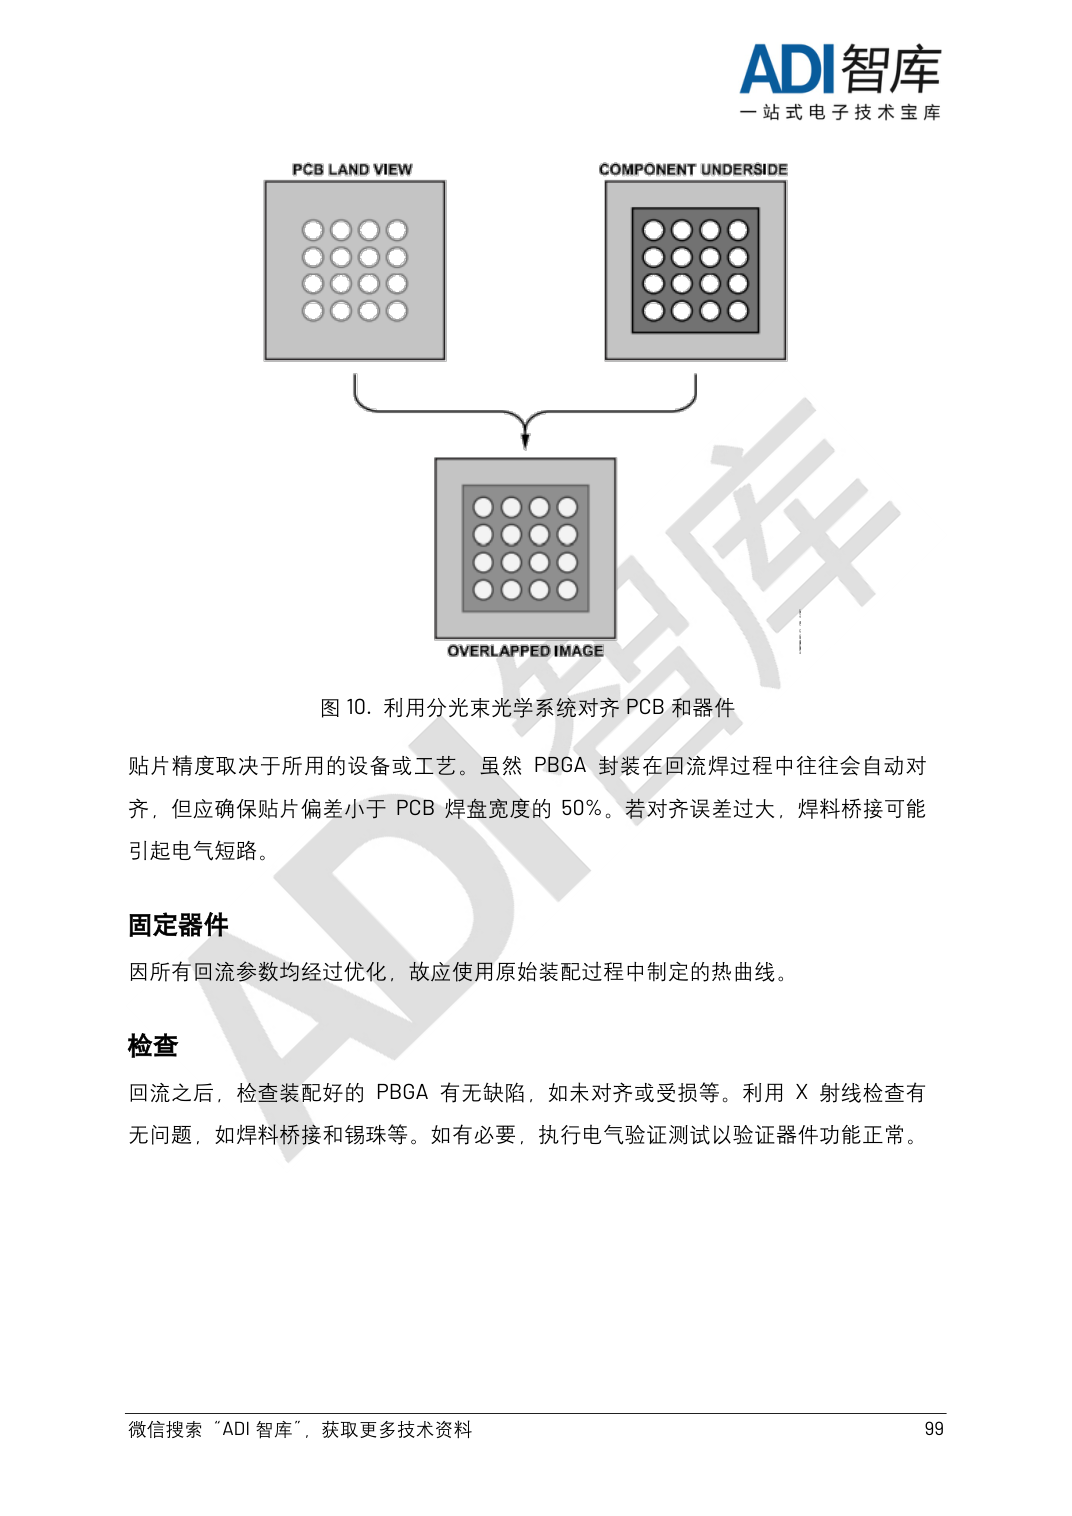 ADI智库
一站式电子技术宝库
PCB LAND VIEW
COMPONENT UNDERSIDE
OVERLAPPED IMAGE
图 10. 利用分光束光学系统对齐 PCB 和器件
贴片精度取决于所用的设备或工艺。虽然 PBGA 封装在回流焊过程中往往会自动对
齐，但应确保贴片偏差小于 PCB 焊盘宽度的 50%。若对齐误差过大，焊料桥接可能
引起电气短路。
固定器件
因所有回流参数均经过优化，故应使用原始装配过程中制定的热曲线。
检查
回流之后，检查装配好的 PBGA 有无缺陷，如未对齐或受损等。利用 X 射线检查有
无问题，如焊料桥接和锡珠等。如有必要，执行电气验证测试以验证器件功能正常。
ADI智库
微信搜索“ADI 智库”，获取更多技术资料
99